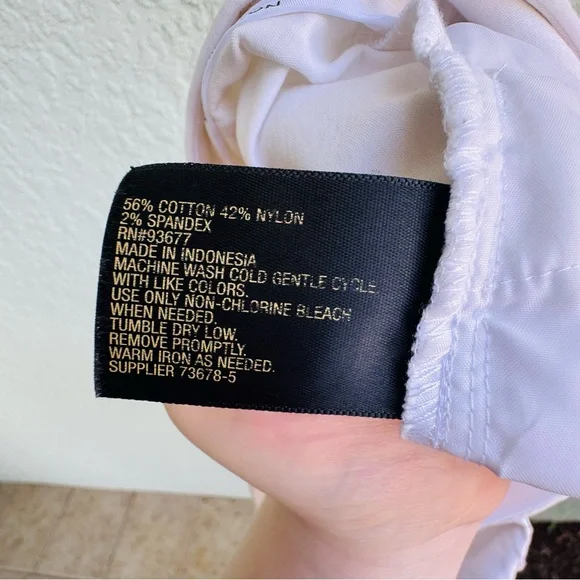 56% COTTON 42% NYLON
2% SPANDEX
RN#93677
MADE IN INDONESIA
MACHINE WASH COLD GENTLE CYCLE.
WITH LIKE COLORS.
USE ONLY NON-CHLORINE BLEACH
WHEN NEEDED.
TUMBLE DRY LOW.
REMOVE PROMPTLY.
WARM IRON AS NEEDED.
SUPPLIER 73678-5